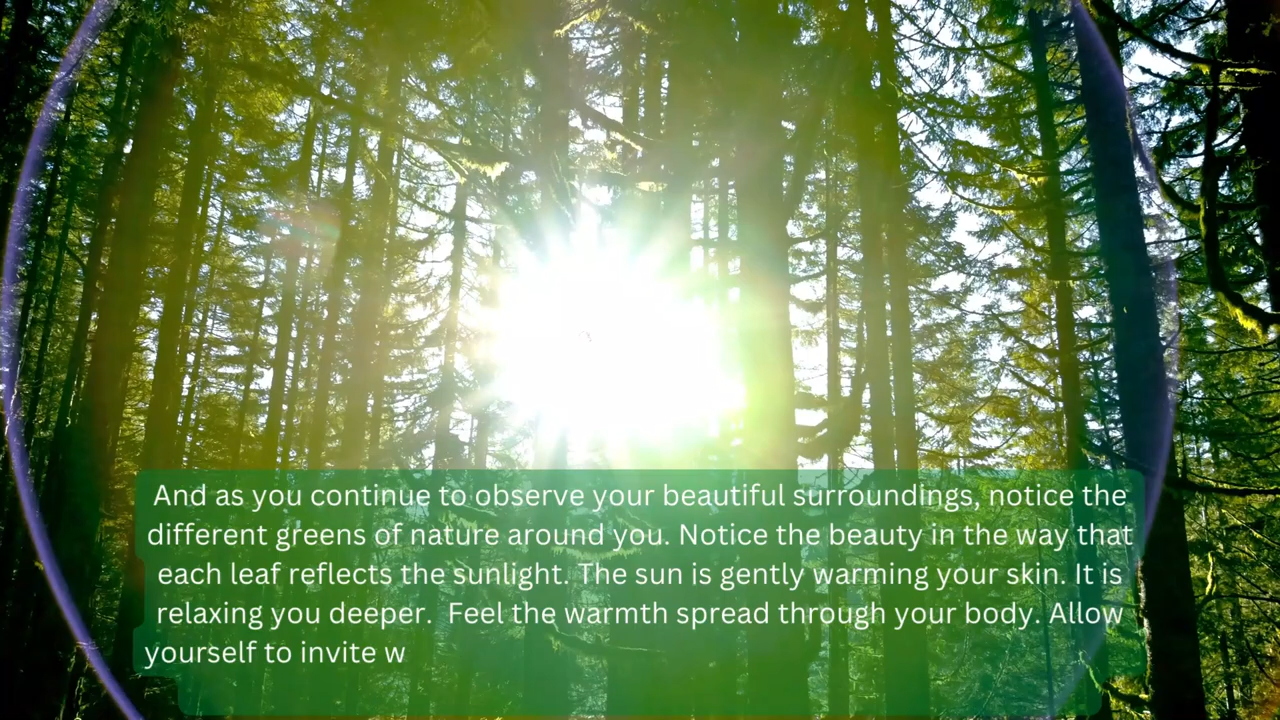 And as you continue to observe your beautiful surroundings, notice the
different greens of nature around you. Notice the beauty in the way that
each leaf reflects the sunlight. The sun is gently warming your skin. It is
relaxing you deeper.  Feel the warmth spread through your body. Allow
yourself to invite w